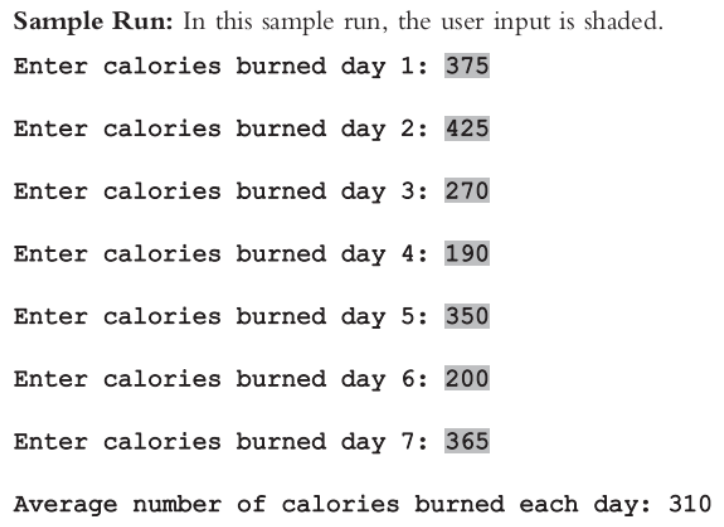 Sample Run: In this sample run, the user input is shaded.
Enter calories burned day 1: 375
Enter calories burned day 2: 425
Enter calories burned day 3: 270
Enter calories burned day 4: 190
Enter calories burned day 5: 350
Enter calories burned day 6: 200
Enter calories burned day 7: 365
Average number of calories burned each day: 310